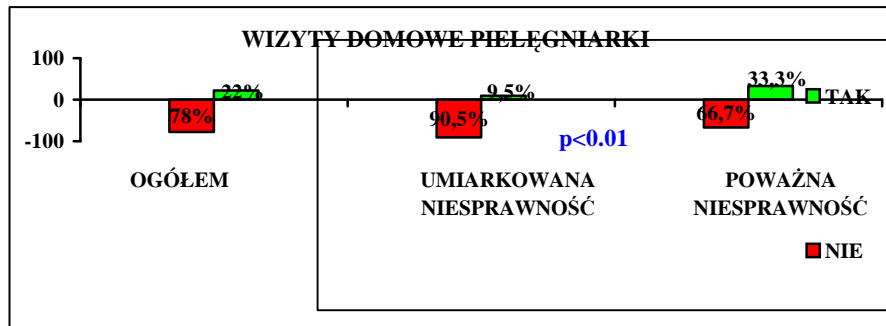 WIZYTY DOMOWE PIELĘGNIARKI
100
0
-100
22%
78%
9,5%
90,5%
33,3%
66,7%
TAK
p<0.01
OGÓŁEM
UMIARKOWANA
NIESPRAWNOŚĆ
POWAŻNA
NIESPRAWNOŚĆ
NIE